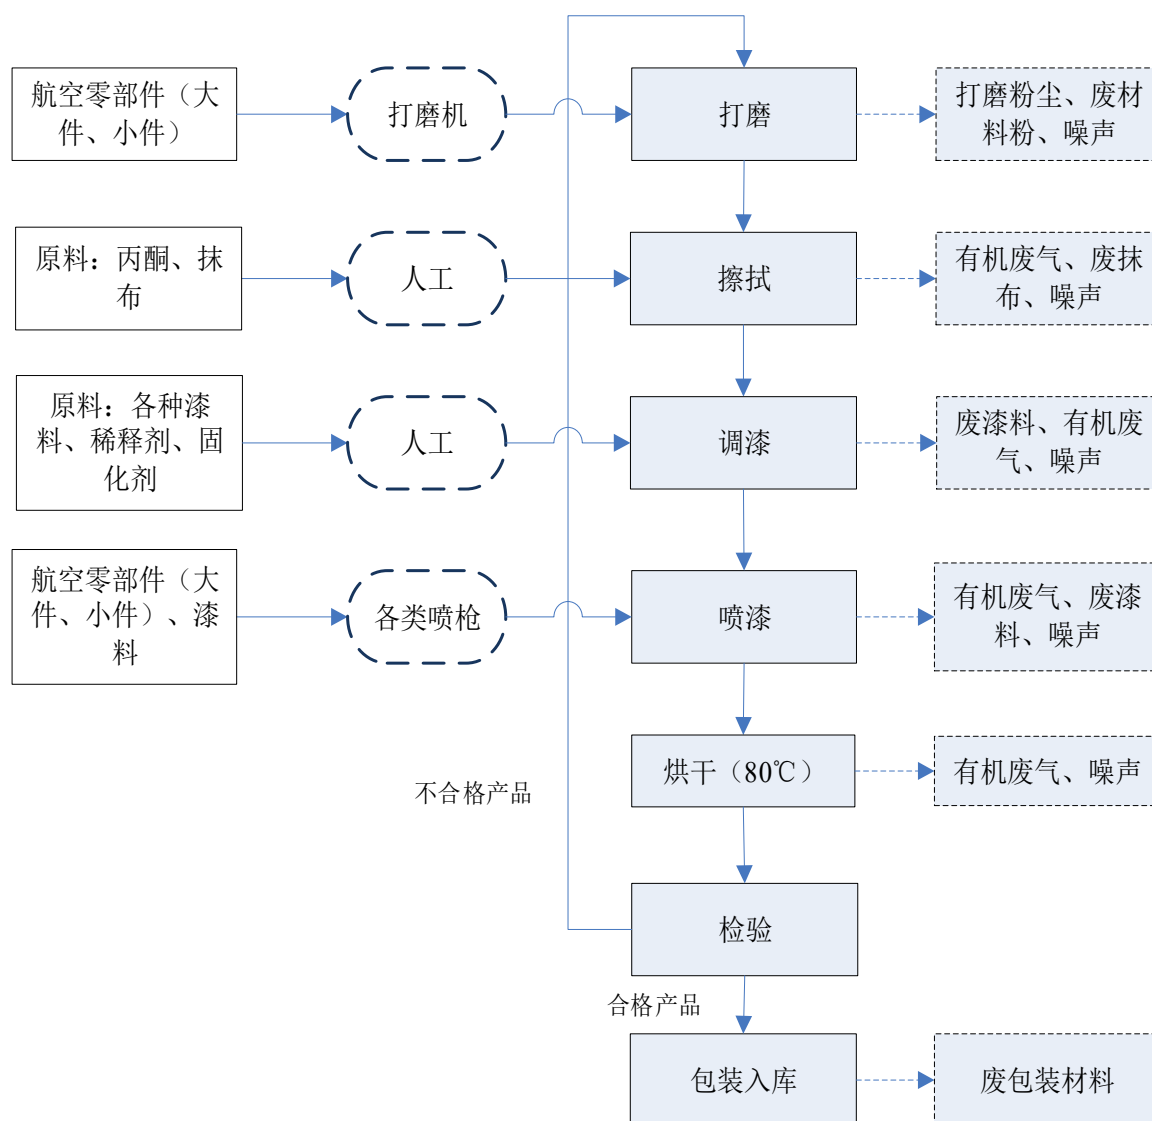 航空零部件（大
件、小件）
打磨机
打磨
打磨粉尘、废材
料粉、噪声
原料：丙酮、抹
布
人工
擦拭
有机废气、废抹
布、噪声
原料：各种漆
料、稀释剂、固
化剂
人工
调漆
废漆料、有机废
气、噪声
航空零部件（大
件、小件）、漆
料
各类喷枪
喷漆
有机废气、废漆
料、噪声
烘干（80℃）
有机废气、噪声
不合格产品
检验
合格产品
包装入库
废包装材料